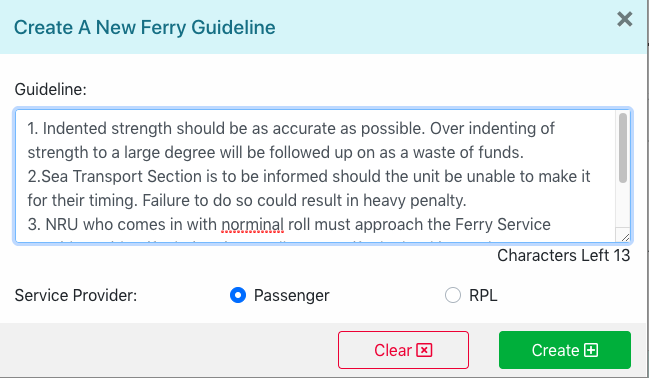 Create A New Ferry Guideline
Guideline:
1. Indented strength should be as accurate as possible. Over indenting of
strength to a large degree will be followed up on as a waste of funds.
2.Sea Transport Section is to be informed should the unit be unable to make it
for their timing. Failure to do so could result in heavy penalty.
3. NRU who comes in with norminal roll must approach the Ferry Service
Characters Left 13
Service Provider:
Passenger
RPL
Clear
Create